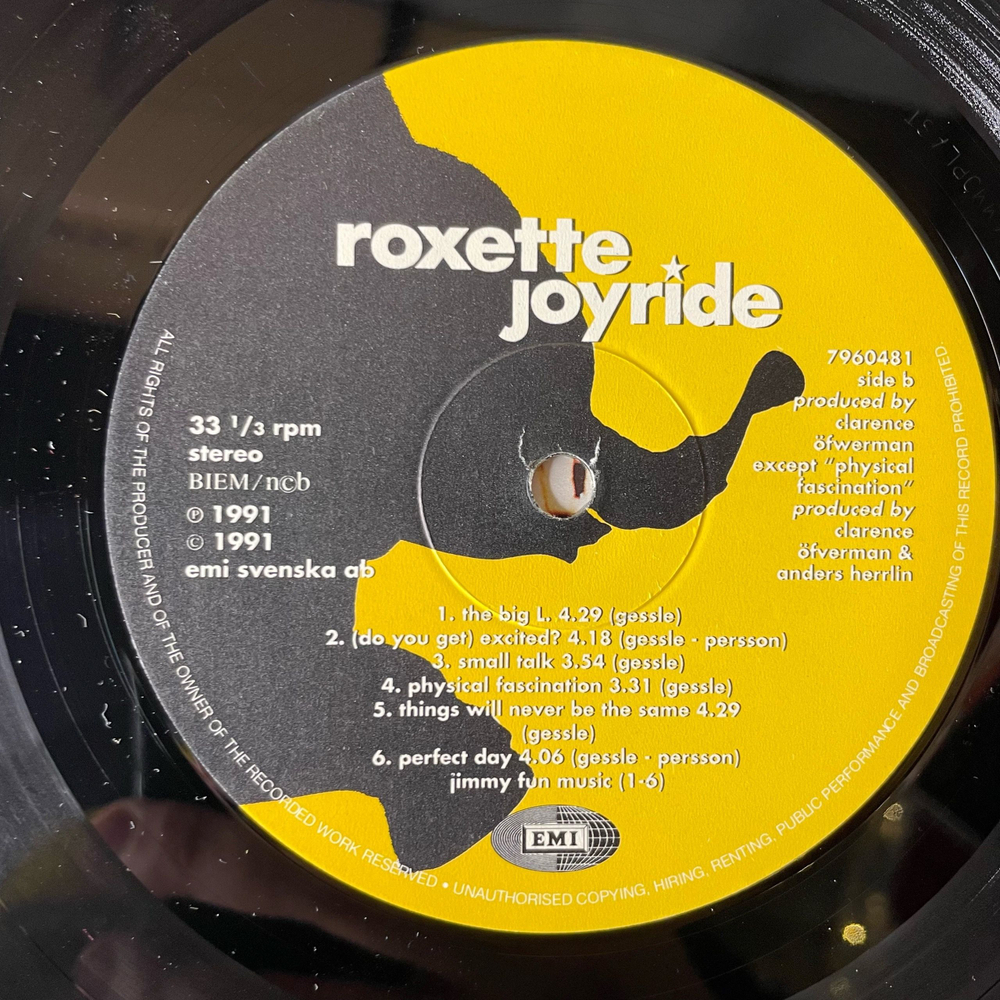 roxette
joyride
7960481
side b
produced by
clarence
öfwerman
except "physical
fascination"
produced by
clarence
öfverman &
anders herrlin
33 1/3 rpm
stereo
BIEM/n©b
℗ 1991
© 1991
emi svenska ab
1. the big L. 4.29 (gessle)
2. (do you get) excited? 4.18 (gessle - persson)
3. small talk 3.54 (gessle)
4. physical fascination 3.31 (gessle)
5. things will never be the same 4.29
(gessle)
6. perfect day 4.06 (gessle - persson)
jimmy fun music (1-6)
EMI
ALL RIGHTS OF THE PRODUCER AND OF THE OWNER OF THE RECORDED WORK RESERVED • UNAUTHORISED COPYING, HIRING, RENTING, PUBLIC PERFORMANCE AND BROADCASTING OF THIS RECORD PROHIBITED.